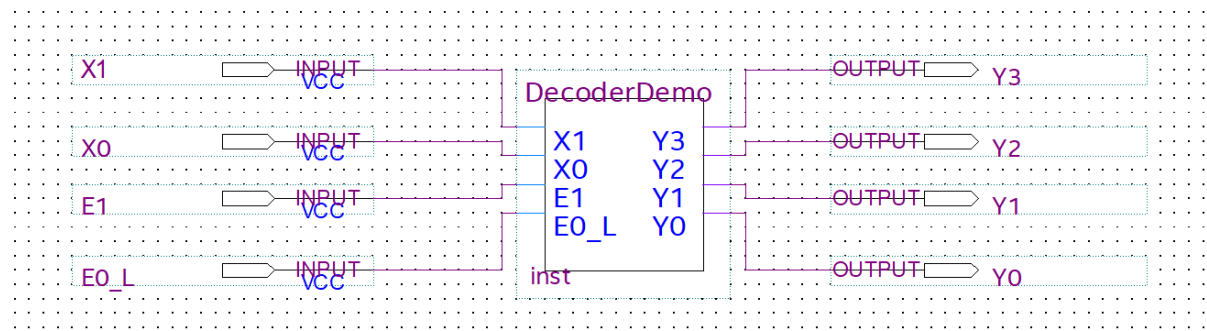 X1 INPUT VCC
X0 INPUT VCC
E1 INPUT VCC
E0_L INPUT VCC
DecoderDemo
X1 Y3
X0 Y2
E1 Y1
E0_L Y0
inst
OUTPUT Y3
OUTPUT Y2
OUTPUT Y1
OUTPUT Y0